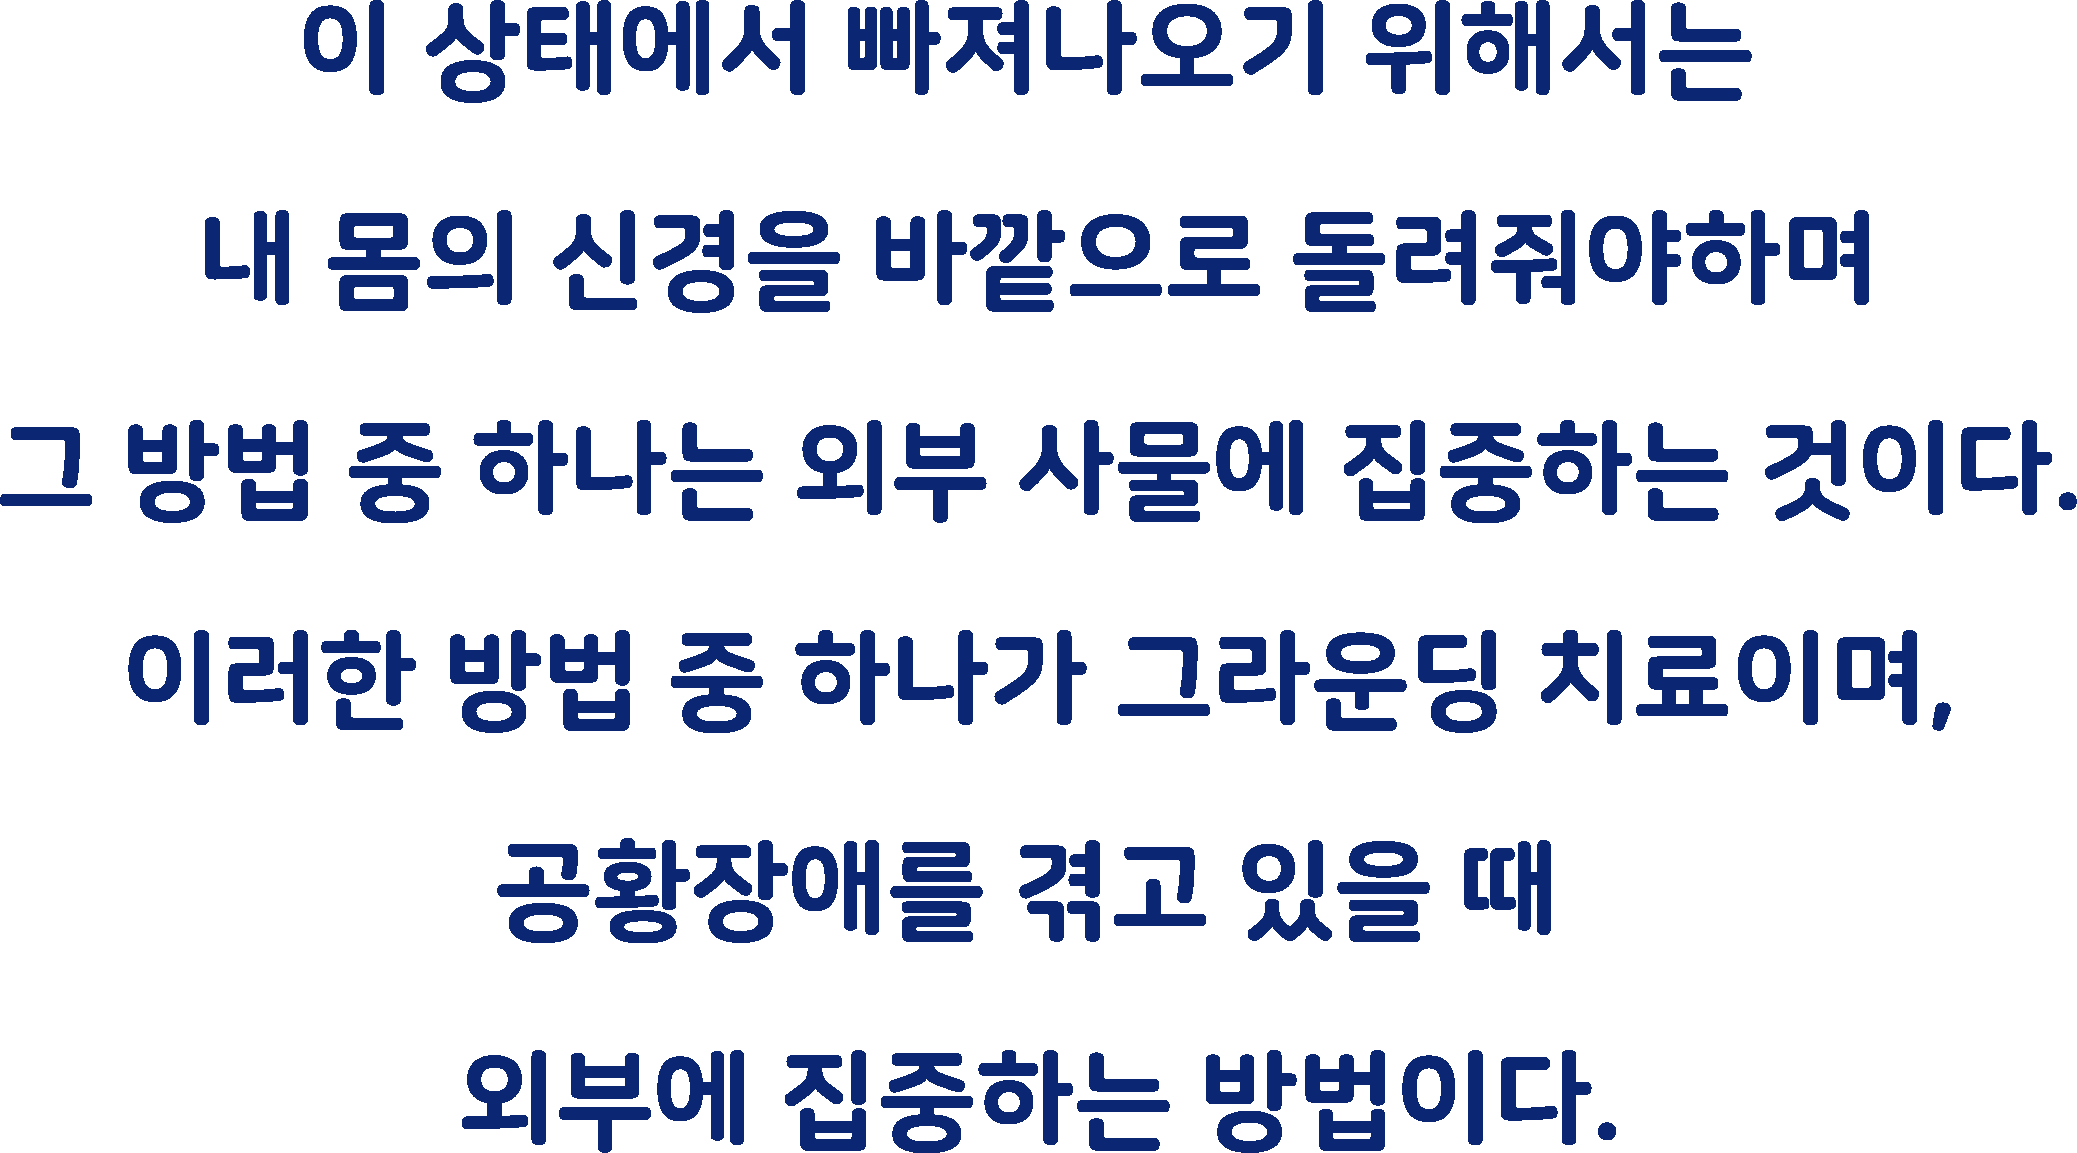 이 상태에서 빠져나오기 위해서는
내 몸의 신경을 바깥으로 돌려줘야하며
그 방법 중 하나는 외부 사물에 집중하는 것이다.
이러한 방법 중 하나가 그라운딩 치료이며,
공황장애를 겪고 있을 때
외부에 집중하는 방법이다.